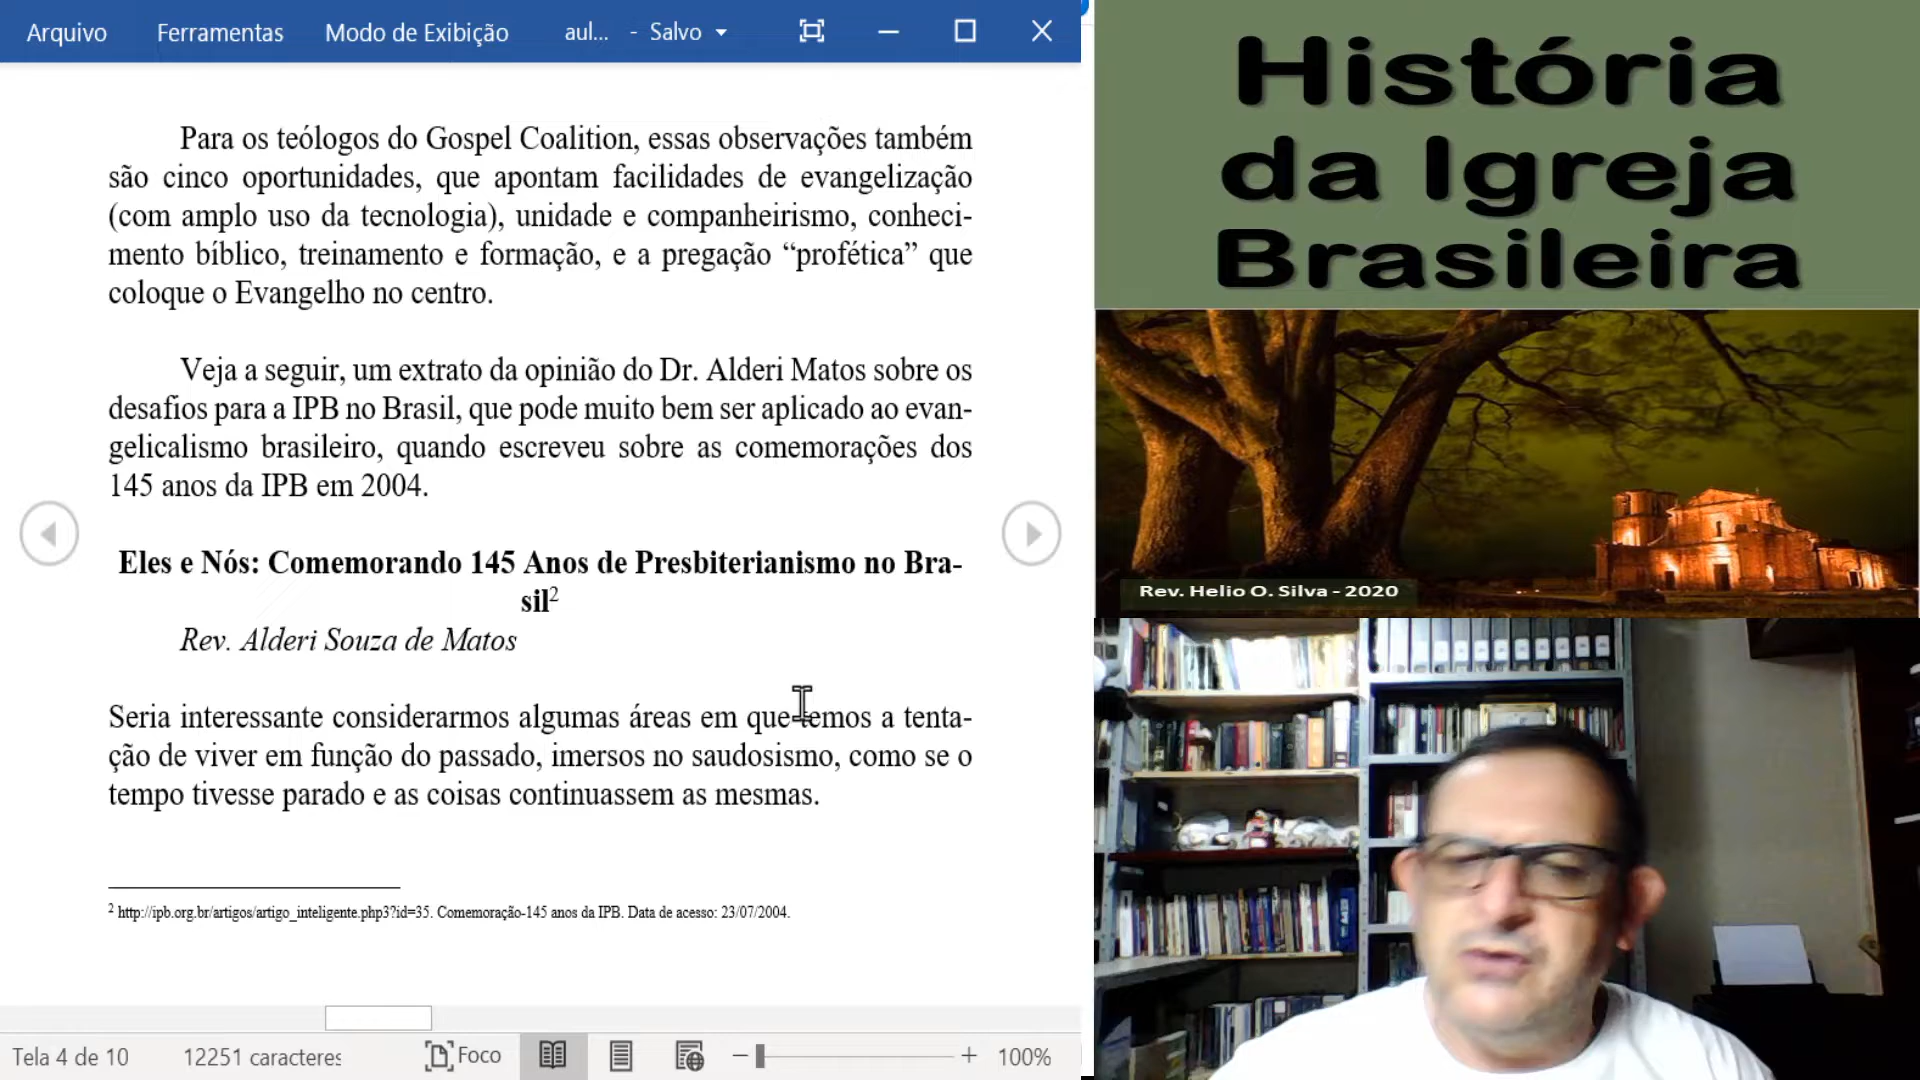 Arquivo Ferramentas Modo de Exibição aul... - Salvo
Para os teólogos do Gospel Coalition, essas observações também
são cinco oportunidades, que apontam facilidades de evangelização
(com amplo uso da tecnologia), unidade e companheirismo, conheci-
mento bíblico, treinamento e formação, e a pregação “profética” que
coloque o Evangelho no centro.
Veja a seguir, um extrato da opinião do Dr. Alderi Matos sobre os
desafios para a IPB no Brasil, que pode muito bem ser aplicado ao evan-
gelicalismo brasileiro, quando escreveu sobre as comemorações dos
145 anos da IPB em 2004.
Eles e Nós: Comemorando 145 Anos de Presbiterianismo no Bra-
sil2
Rev. Alderi Souza de Matos
Seria interessante considerarmos algumas áreas em que temos a tenta-
ção de viver em função do passado, imersos no saudosismo, como se o
tempo tivesse parado e as coisas continuassem as mesmas.
2 http://ipb.org.br/artigos/artigo_inteligente.php3?id=35. Comemoração-145 anos da IPB. Data de acesso: 23/07/2004.
Tela 4 de 10 12251 caracteres Foco 100%
História
da Igreja
Brasileira
Rev. Helio O. Silva - 2020